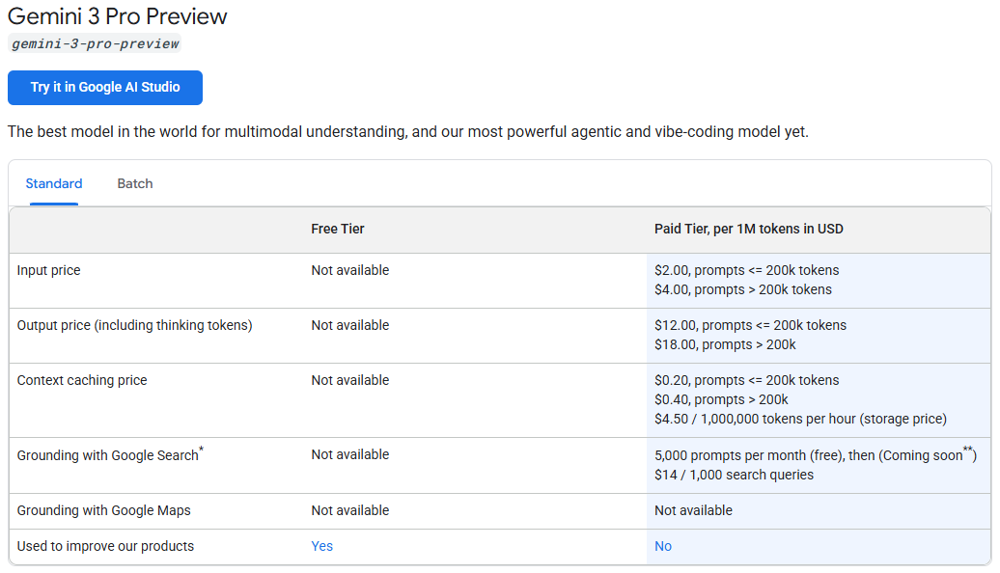 Gemini 3 Pro Preview
gemini-3-pro-preview
Try it in Google AI Studio
The best model in the world for multimodal understanding, and our most powerful agentic and vibe-coding model yet.
Standard Batch
Free Tier Paid Tier, per 1M tokens in USD
Input price Not available $2.00, prompts <= 200k tokens
$4.00, prompts > 200k tokens
Output price (including thinking tokens) Not available $12.00, prompts <= 200k tokens
$18.00, prompts > 200k
Context caching price Not available $0.20, prompts <= 200k tokens
$0.40, prompts > 200k
$4.50 / 1,000,000 tokens per hour (storage price)
Grounding with Google Search* Not available 5,000 prompts per month (free), then (Coming soon**)
$14 / 1,000 search queries
Grounding with Google Maps Not available Not available
Used to improve our products Yes No